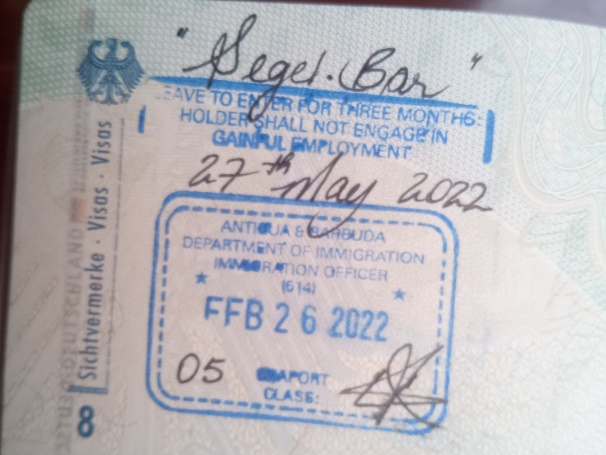 "Segel. Bar"
LEAVE TO ENTER FOR THREE MONTHS:
HOLDER SHALL NOT ENGAGE IN
GAINFUL EMPLOYMENT
27th May 2022
ANTIGUA & BARBUDA
DEPARTMENT OF IMMIGRATION
IMMIGRATION OFFICER
(614)
FFB 26 2022
05 SEAPORT
CLASS:
Sichtvermerke · Visas · Visas
8